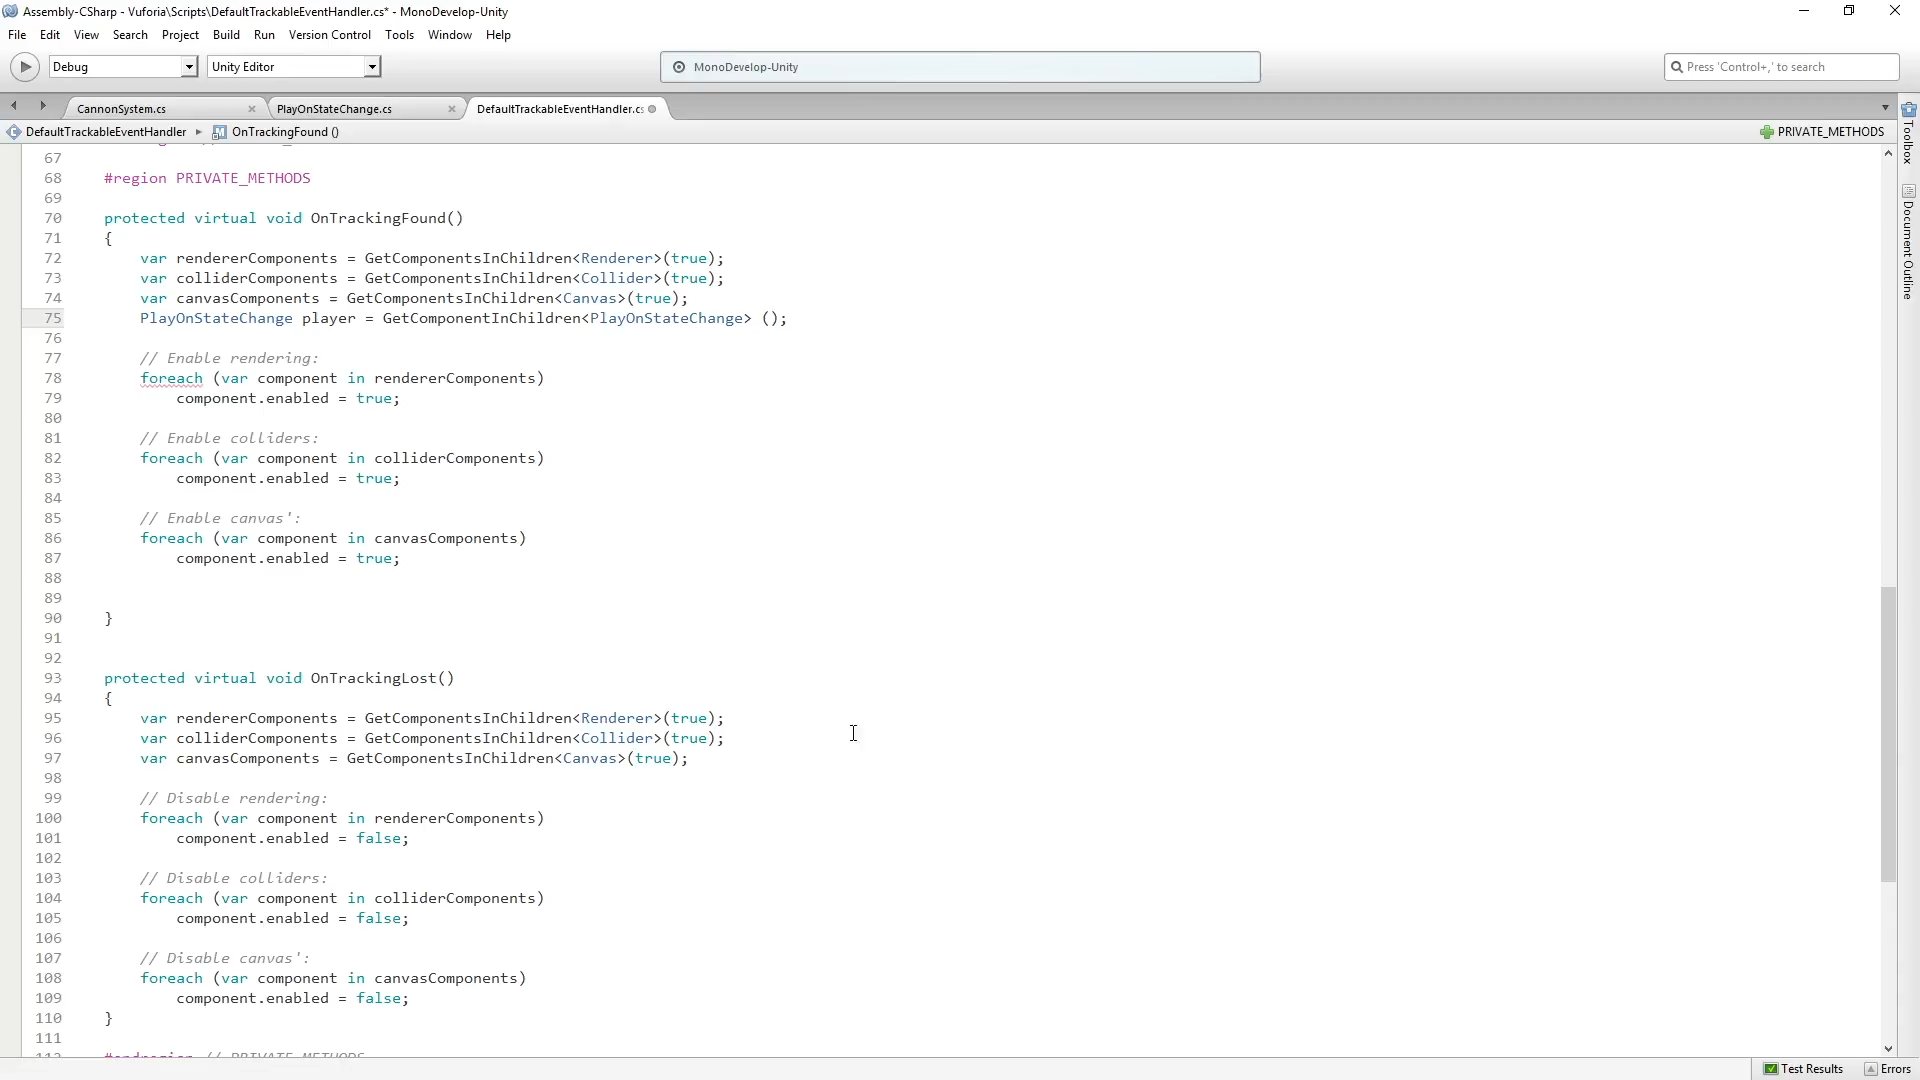 Assembly-CSharp - Vuforia\Scripts\DefaultTrackableEventHandler.cs* - MonoDevelop-Unity
File Edit View Search Project Build Run Version Control Tools Window Help
Debug Unity Editor MonoDevelop-Unity Press 'Control+,' to search
CannonSystem.cs PlayOnStateChange.cs DefaultTrackableEventHandler.cs
DefaultTrackableEventHandler OnTrackingFound () PRIVATE_METHODS
Toolbox
Document Outline
67
68 #region PRIVATE_METHODS
69
70 protected virtual void OnTrackingFound()
71 {
72 var rendererComponents = GetComponentsInChildren<Renderer>(true);
73 var colliderComponents = GetComponentsInChildren<Collider>(true);
74 var canvasComponents = GetComponentsInChildren<Canvas>(true);
75 PlayOnStateChange player = GetComponentInChildren<PlayOnStateChange> ();
76
77 // Enable rendering:
78 foreach (var component in rendererComponents)
79 component.enabled = true;
80
81 // Enable colliders:
82 foreach (var component in colliderComponents)
83 component.enabled = true;
84
85 // Enable canvas':
86 foreach (var component in canvasComponents)
87 component.enabled = true;
88
89
90 }
91
92
93 protected virtual void OnTrackingLost()
94 {
95 var rendererComponents = GetComponentsInChildren<Renderer>(true);
96 var colliderComponents = GetComponentsInChildren<Collider>(true);
97 var canvasComponents = GetComponentsInChildren<Canvas>(true);
98
99 // Disable rendering:
100 foreach (var component in rendererComponents)
101 component.enabled = false;
102
103 // Disable colliders:
104 foreach (var component in colliderComponents)
105 component.enabled = false;
106
107 // Disable canvas':
108 foreach (var component in canvasComponents)
109 component.enabled = false;
110 }
111
112 #endregion // PRIVATE_METHODS
Test Results Errors